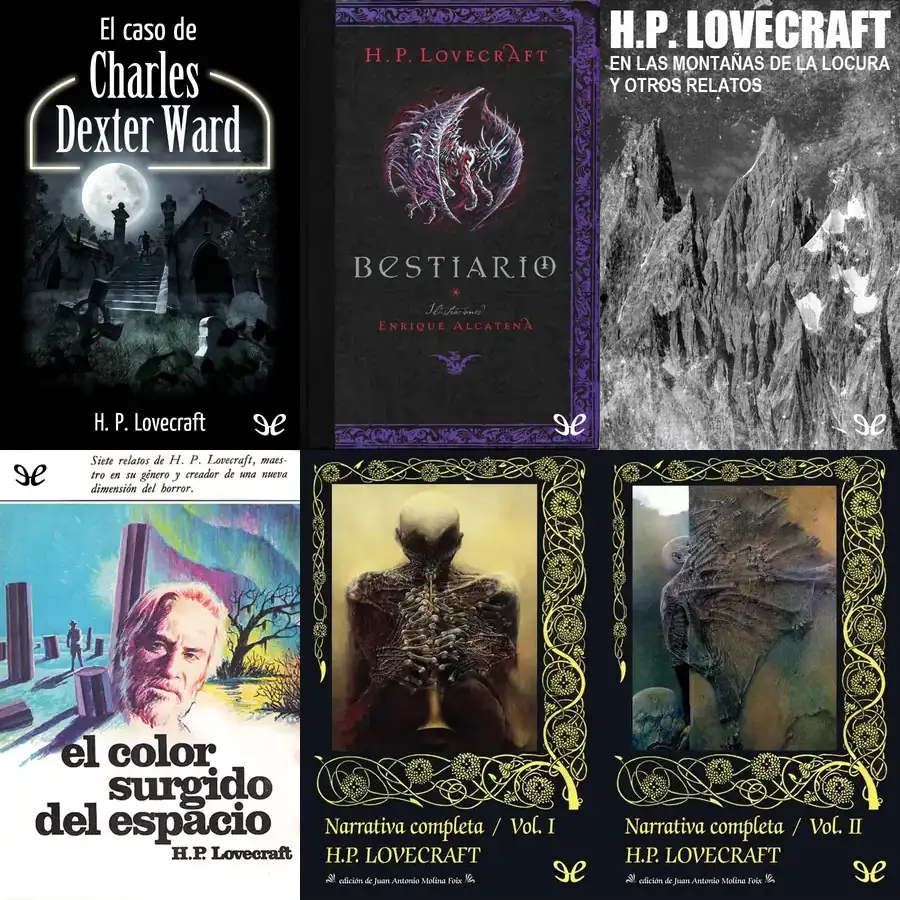 El caso de
Charles
Dexter Ward
H. P. Lovecraft
H.P. LOVECRAFT
BESTIARIO
Ilustraciones
ENRIQUE ALCATENA
H.P. LOVECRAFT
EN LAS MONTAÑAS DE LA LOCURA
Y OTROS RELATOS
Siete relatos de H. P. Lovecraft, maes-
tro en su género y creador de una nueva
dimensión del horror.
el color
surgido
del espacio
H.P. Lovecraft
Narrativa completa / Vol. I
H.P. LOVECRAFT
edición de Juan Antonio Molina Foix
Narrativa completa / Vol. II
H.P. LOVECRAFT
edición de Juan Antonio Molina Foix